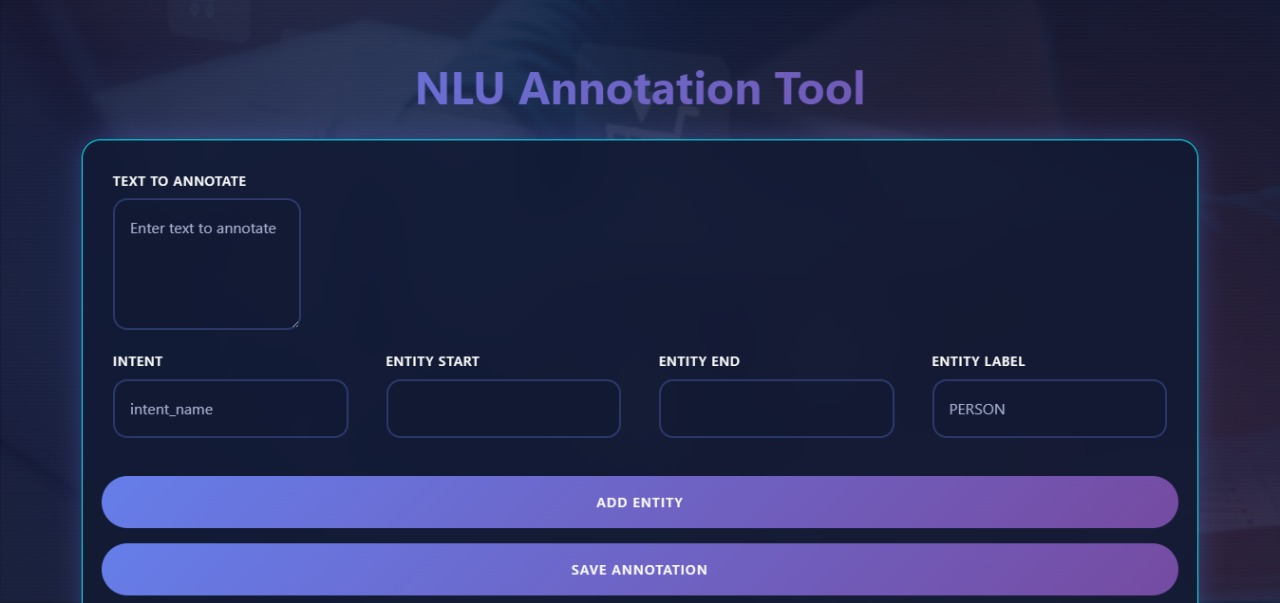 NLU Annotation Tool
TEXT TO ANNOTATE
Enter text to annotate
INTENT
ENTITY START
ENTITY END
ENTITY LABEL
intent_name
PERSON
ADD ENTITY
SAVE ANNOTATION